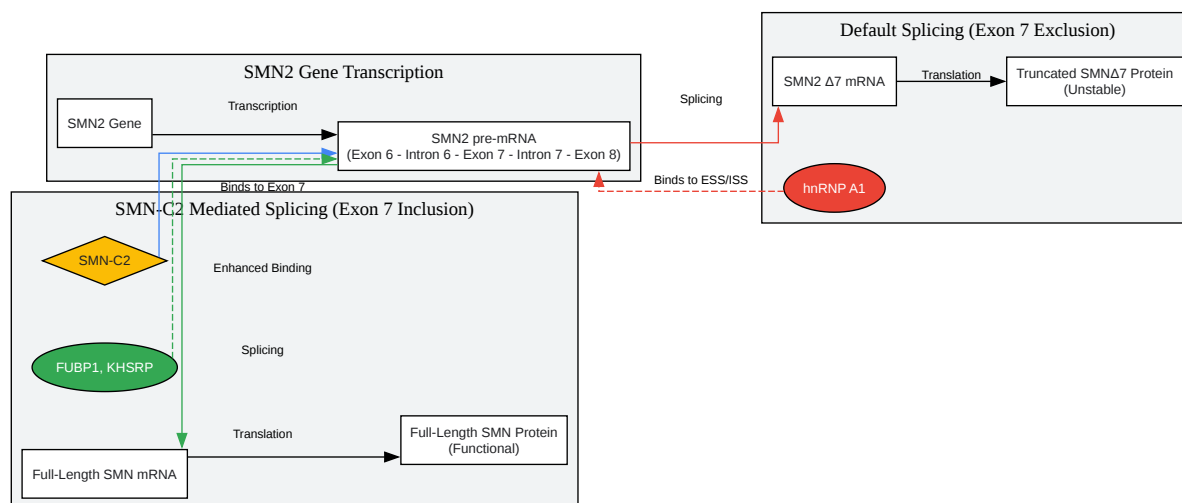 Default Splicing (Exon 7 Exclusion)
SMN2 Δ7 mRNA
Translation
Truncated SMNΔ7 Protein
(Unstable)
SMN2 Gene Transcription
SMN2 Gene
Transcription
SMN2 pre-mRNA
(Exon 6 - Intron 6 - Exon 7 - Intron 7 - Exon 8)
Splicing
Binds to ESS/ISS
hnRNP A1
Binds to Exon 7
SMN-C2 Mediated Splicing (Exon 7 Inclusion)
SMN-C2
Enhanced Binding
FUBP1, KHSRP
Splicing
Full-Length SMN mRNA
Translation
Full-Length SMN Protein
(Functional)